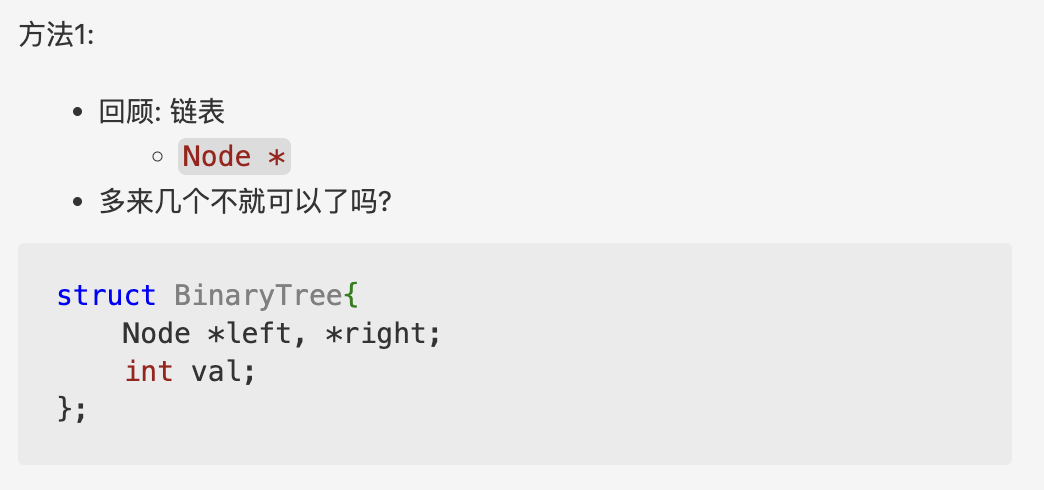 方法1:
回顾: 链表
Node *
多来几个不就可以了吗?
struct BinaryTree{
    Node *left, *right;
    int val;
};